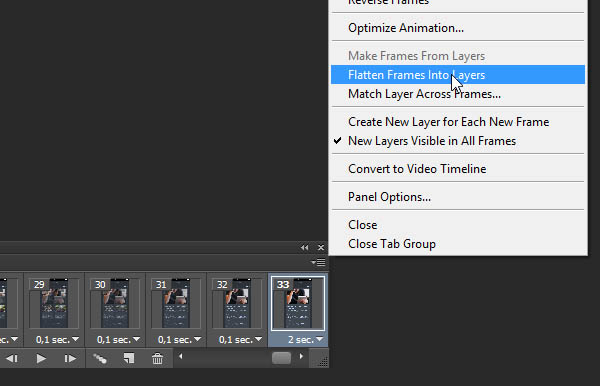 Reverse Frames
Optimize Animation...
Make Frames From Layers
Flatten Frames Into Layers
Match Layer Across Frames...
Create New Layer for Each New Frame
New Layers Visible in All Frames
Convert to Video Timeline
Panel Options...
Close
Close Tab Group
29 30 31 32 33
sec. 0,1 sec. 0,1 sec. 0,1 sec. 0,1 sec. 2 sec.